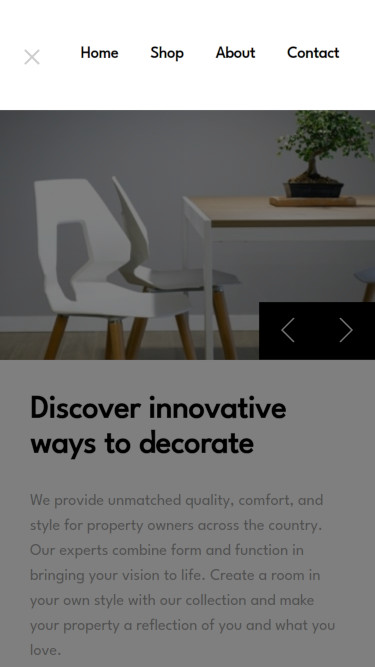 Home Shop About Contact
Discover innovative
ways to decorate
We provide unmatched quality, comfort, and
style for property owners across the country.
Our experts combine form and function in
bringing your vision to life. Create a room in
your own style with our collection and make
your property a reflection of you and what you
love.